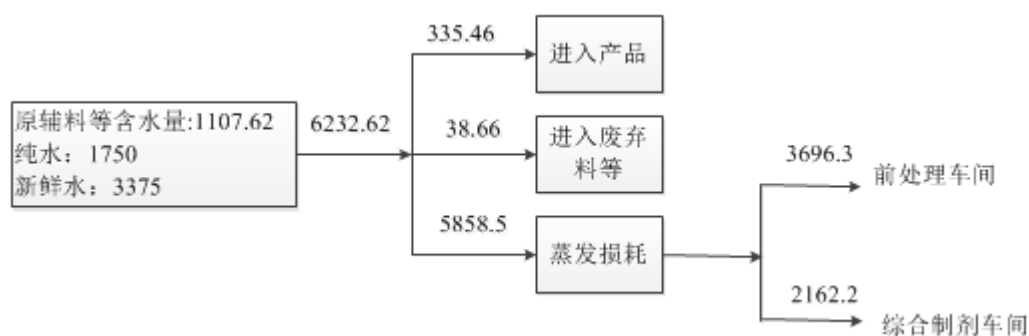 335.46
进入产品
原辅料等含水量:1107.62
纯水：1750
新鲜水：3375
6232.62
38.66
进入废弃
料等
5858.5
蒸发损耗
3696.3
前处理车间
2162.2
综合制剂车间